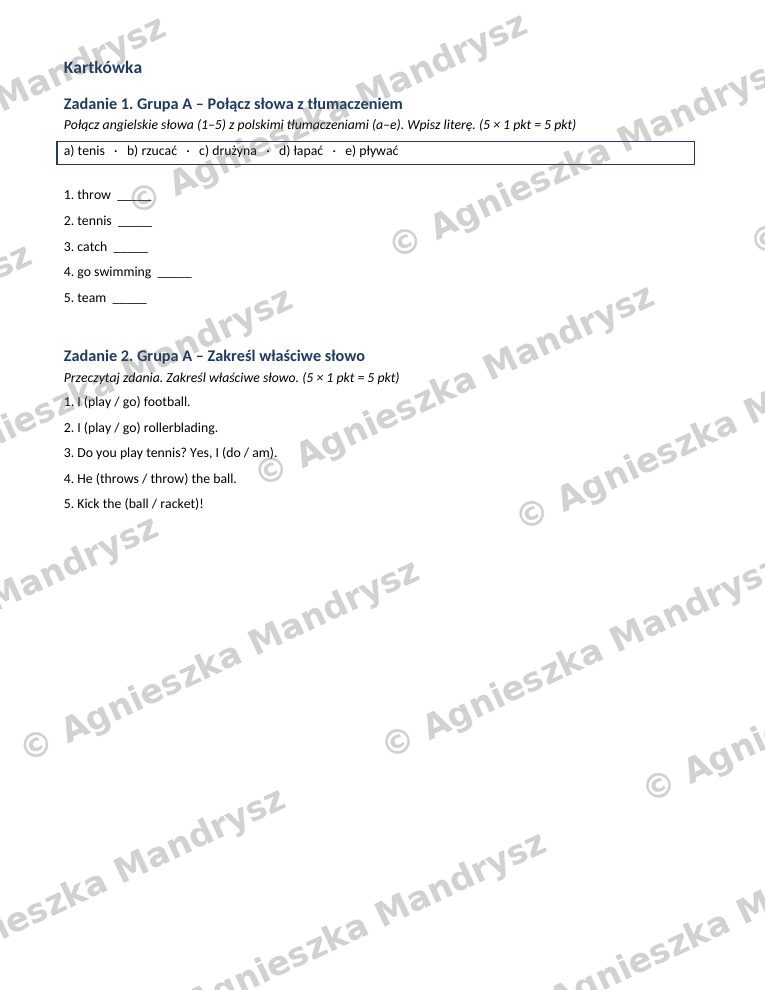 Kartkówka
Zadanie 1. Grupa A – Połącz słowa z tłumaczeniem
Połącz angielskie słowa (1–5) z polskimi tłumaczeniami (a–e). Wpisz literę. (5 × 1 pkt = 5 pkt)
a) tenis · b) rzucać · c) drużyna · d) łapać · e) pływać
1. throw _____
2. tennis _____
3. catch _____
4. go swimming _____
5. team _____
Zadanie 2. Grupa A – Zakreśl właściwe słowo
Przeczytaj zdania. Zakreśl właściwe słowo. (5 × 1 pkt = 5 pkt)
1. I (play / go) football.
2. I (play / go) rollerblading.
3. Do you play tennis? Yes, I (do / am).
4. He (throws / throw) the ball.
5. Kick the (ball / racket)!
© Agnieszka Mandrysz